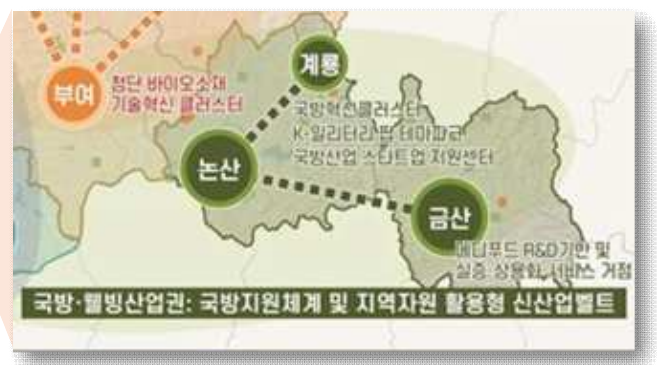 계룡
부여
첨단 바이오소재
기술혁신 클러스터
국방혁신클러스터
K-밀리터리 팝 테마파크
국방산업 스타트업 지원센터
논산
금산
메디푸드 R&D기반 및
실증·상용화 서비스 거점
국방·웰빙산업권: 국방지원체계 및 지역자원 활용형 신산업벨트